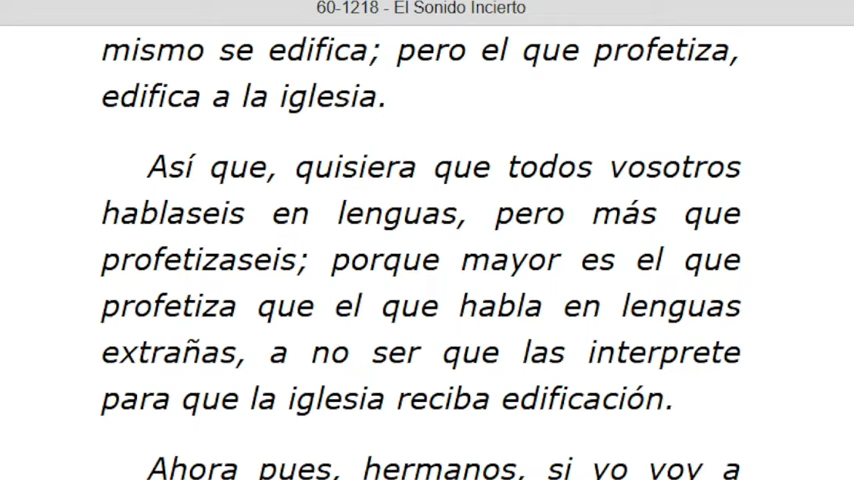 60-1218 - El Sonido Incierto
mismo se edifica; pero el que profetiza,
edifica a la iglesia.
Así que, quisiera que todos vosotros
hablaseis en lenguas, pero más que
profetizaseis; porque mayor es el que
profetiza que el que habla en lenguas
extrañas, a no ser que las interprete
para que la iglesia reciba edificación.
Ahora pues, hermanos, si yo voy a